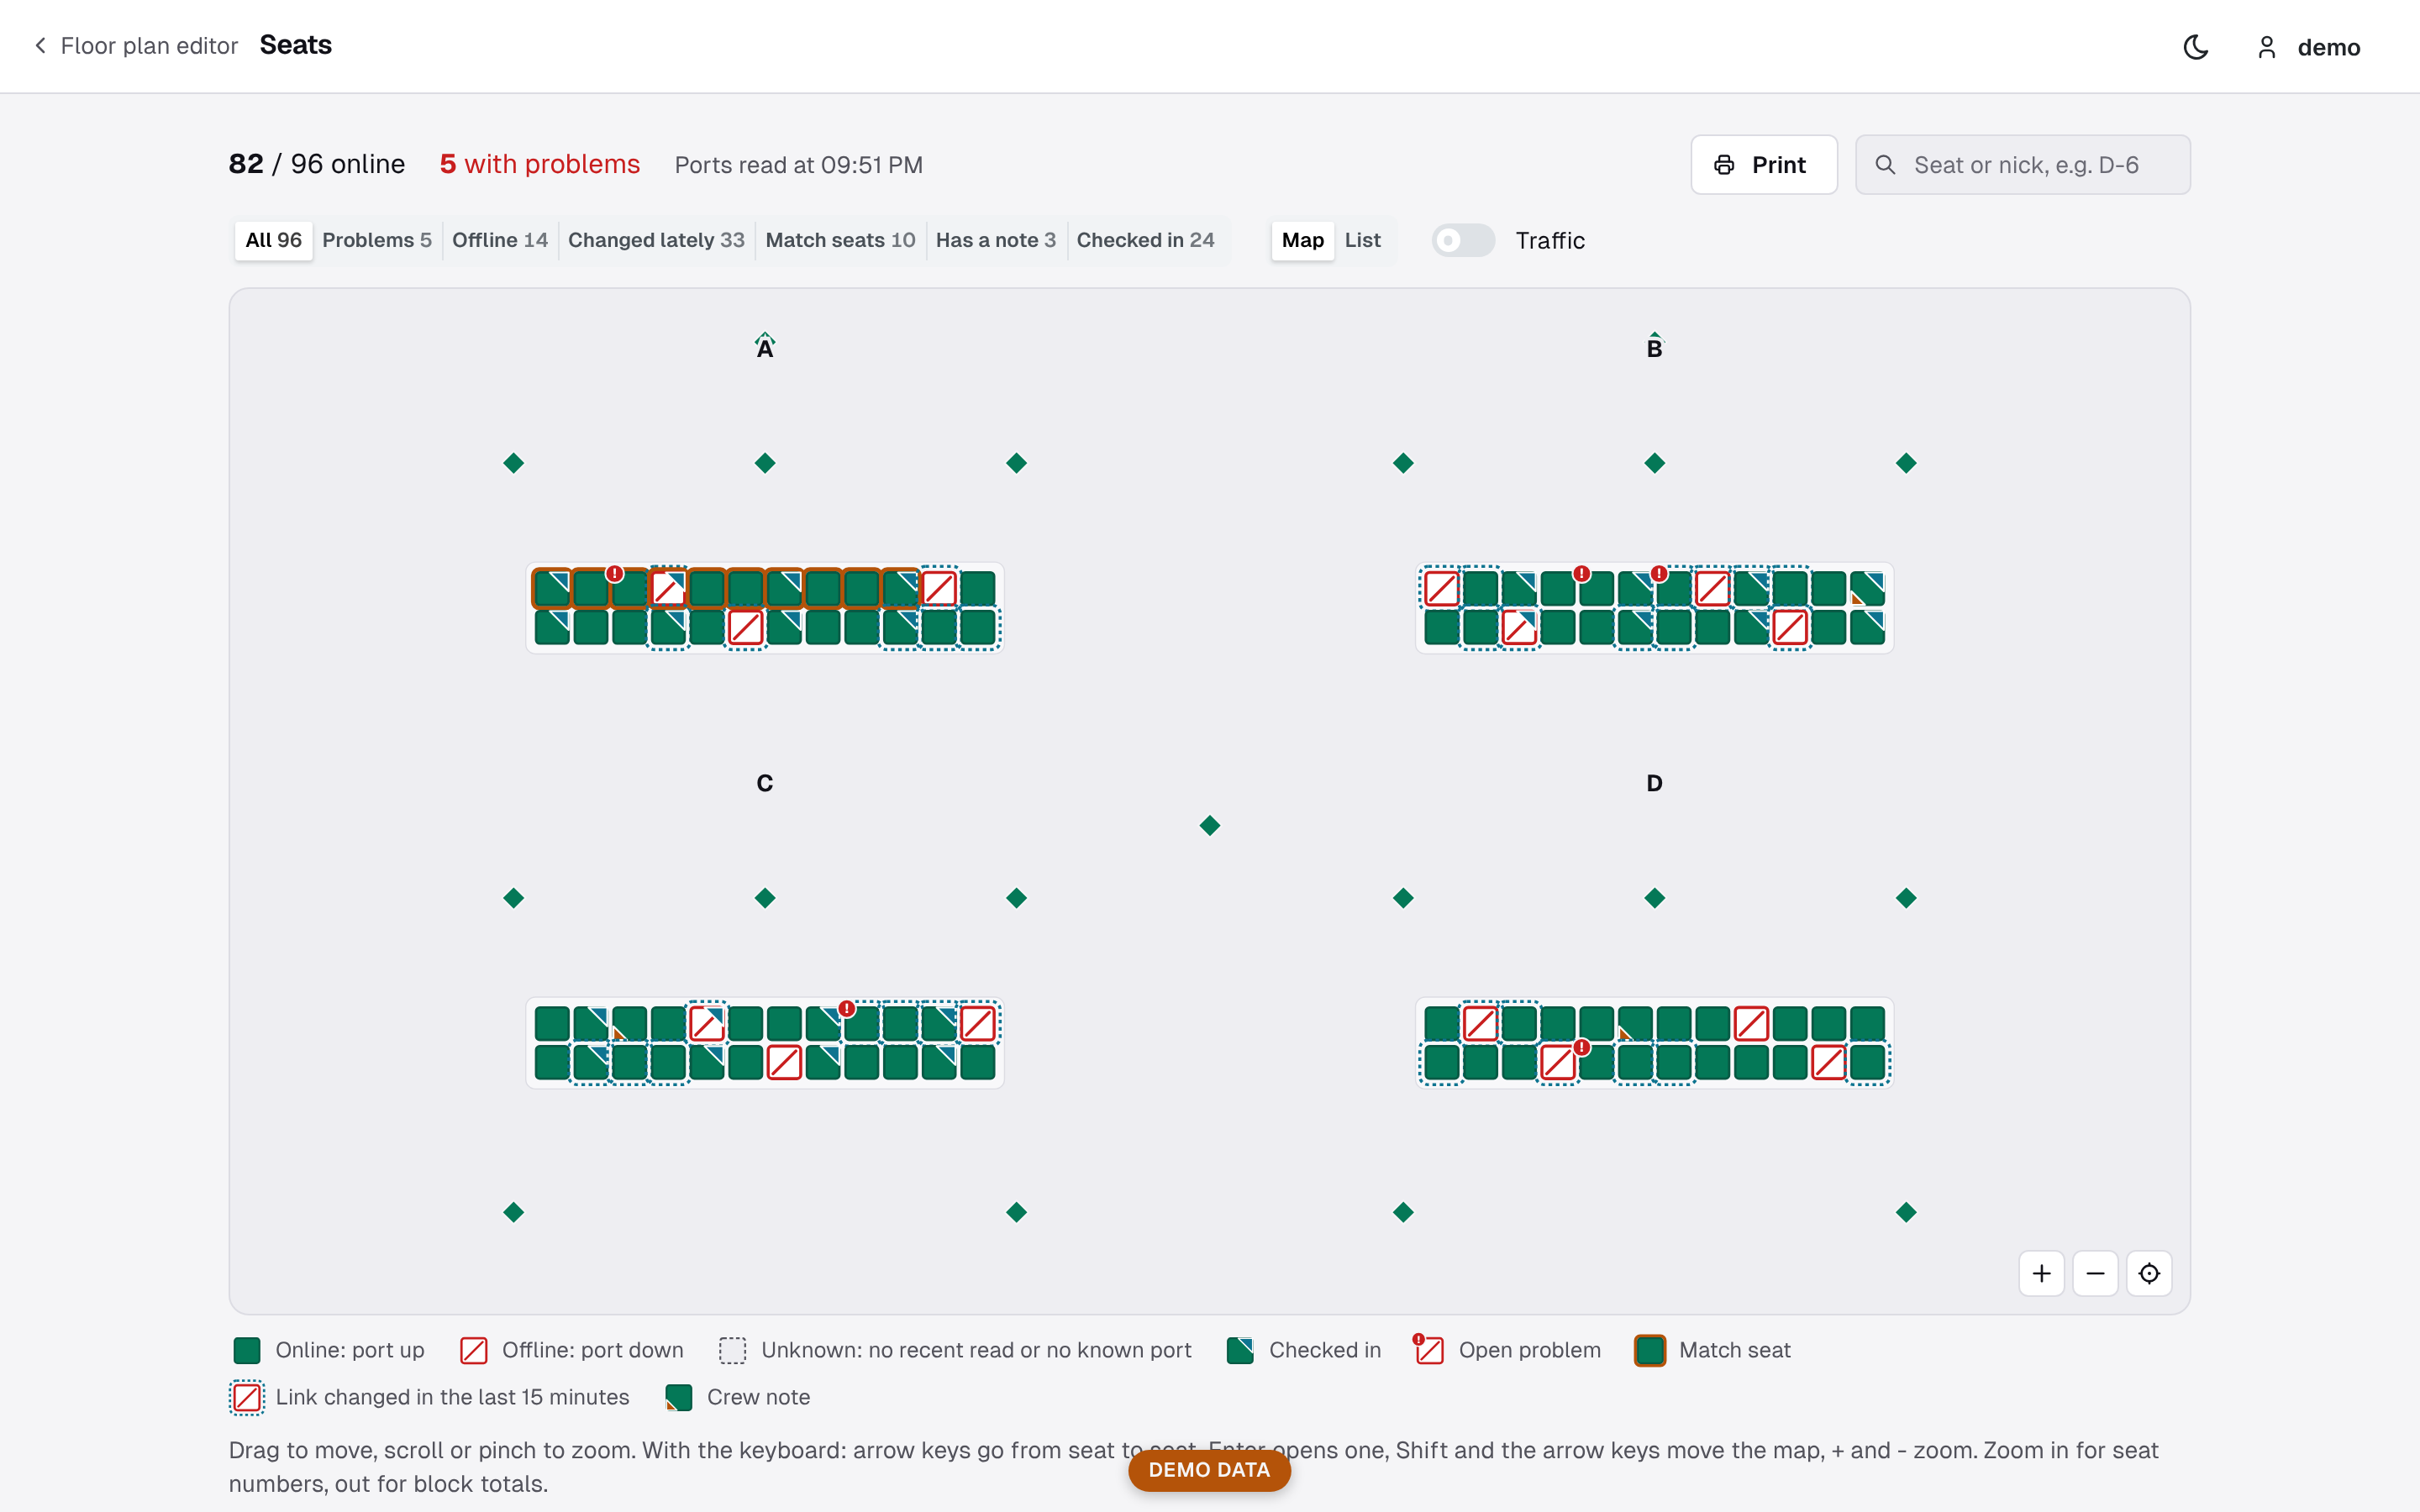 Floor plan editor Seats demo
82 / 96 online 5 with problems Ports read at 09:51 PM Print Seat or nick, e.g. D-6
All 96 Problems 5 Offline 14 Changed lately 33 Match seats 10 Has a note 3 Checked in 24 Map List Traffic
A B
C D
Online: port up Offline: port down Unknown: no recent read or no known port Checked in Open problem Match seat
Link changed in the last 15 minutes Crew note
Drag to move, scroll or pinch to zoom. With the keyboard: arrow keys go from seat to seat, Enter opens one, Shift and the arrow keys move the map, + and - zoom. Zoom in for seat
numbers, out for block totals.
DEMO DATA